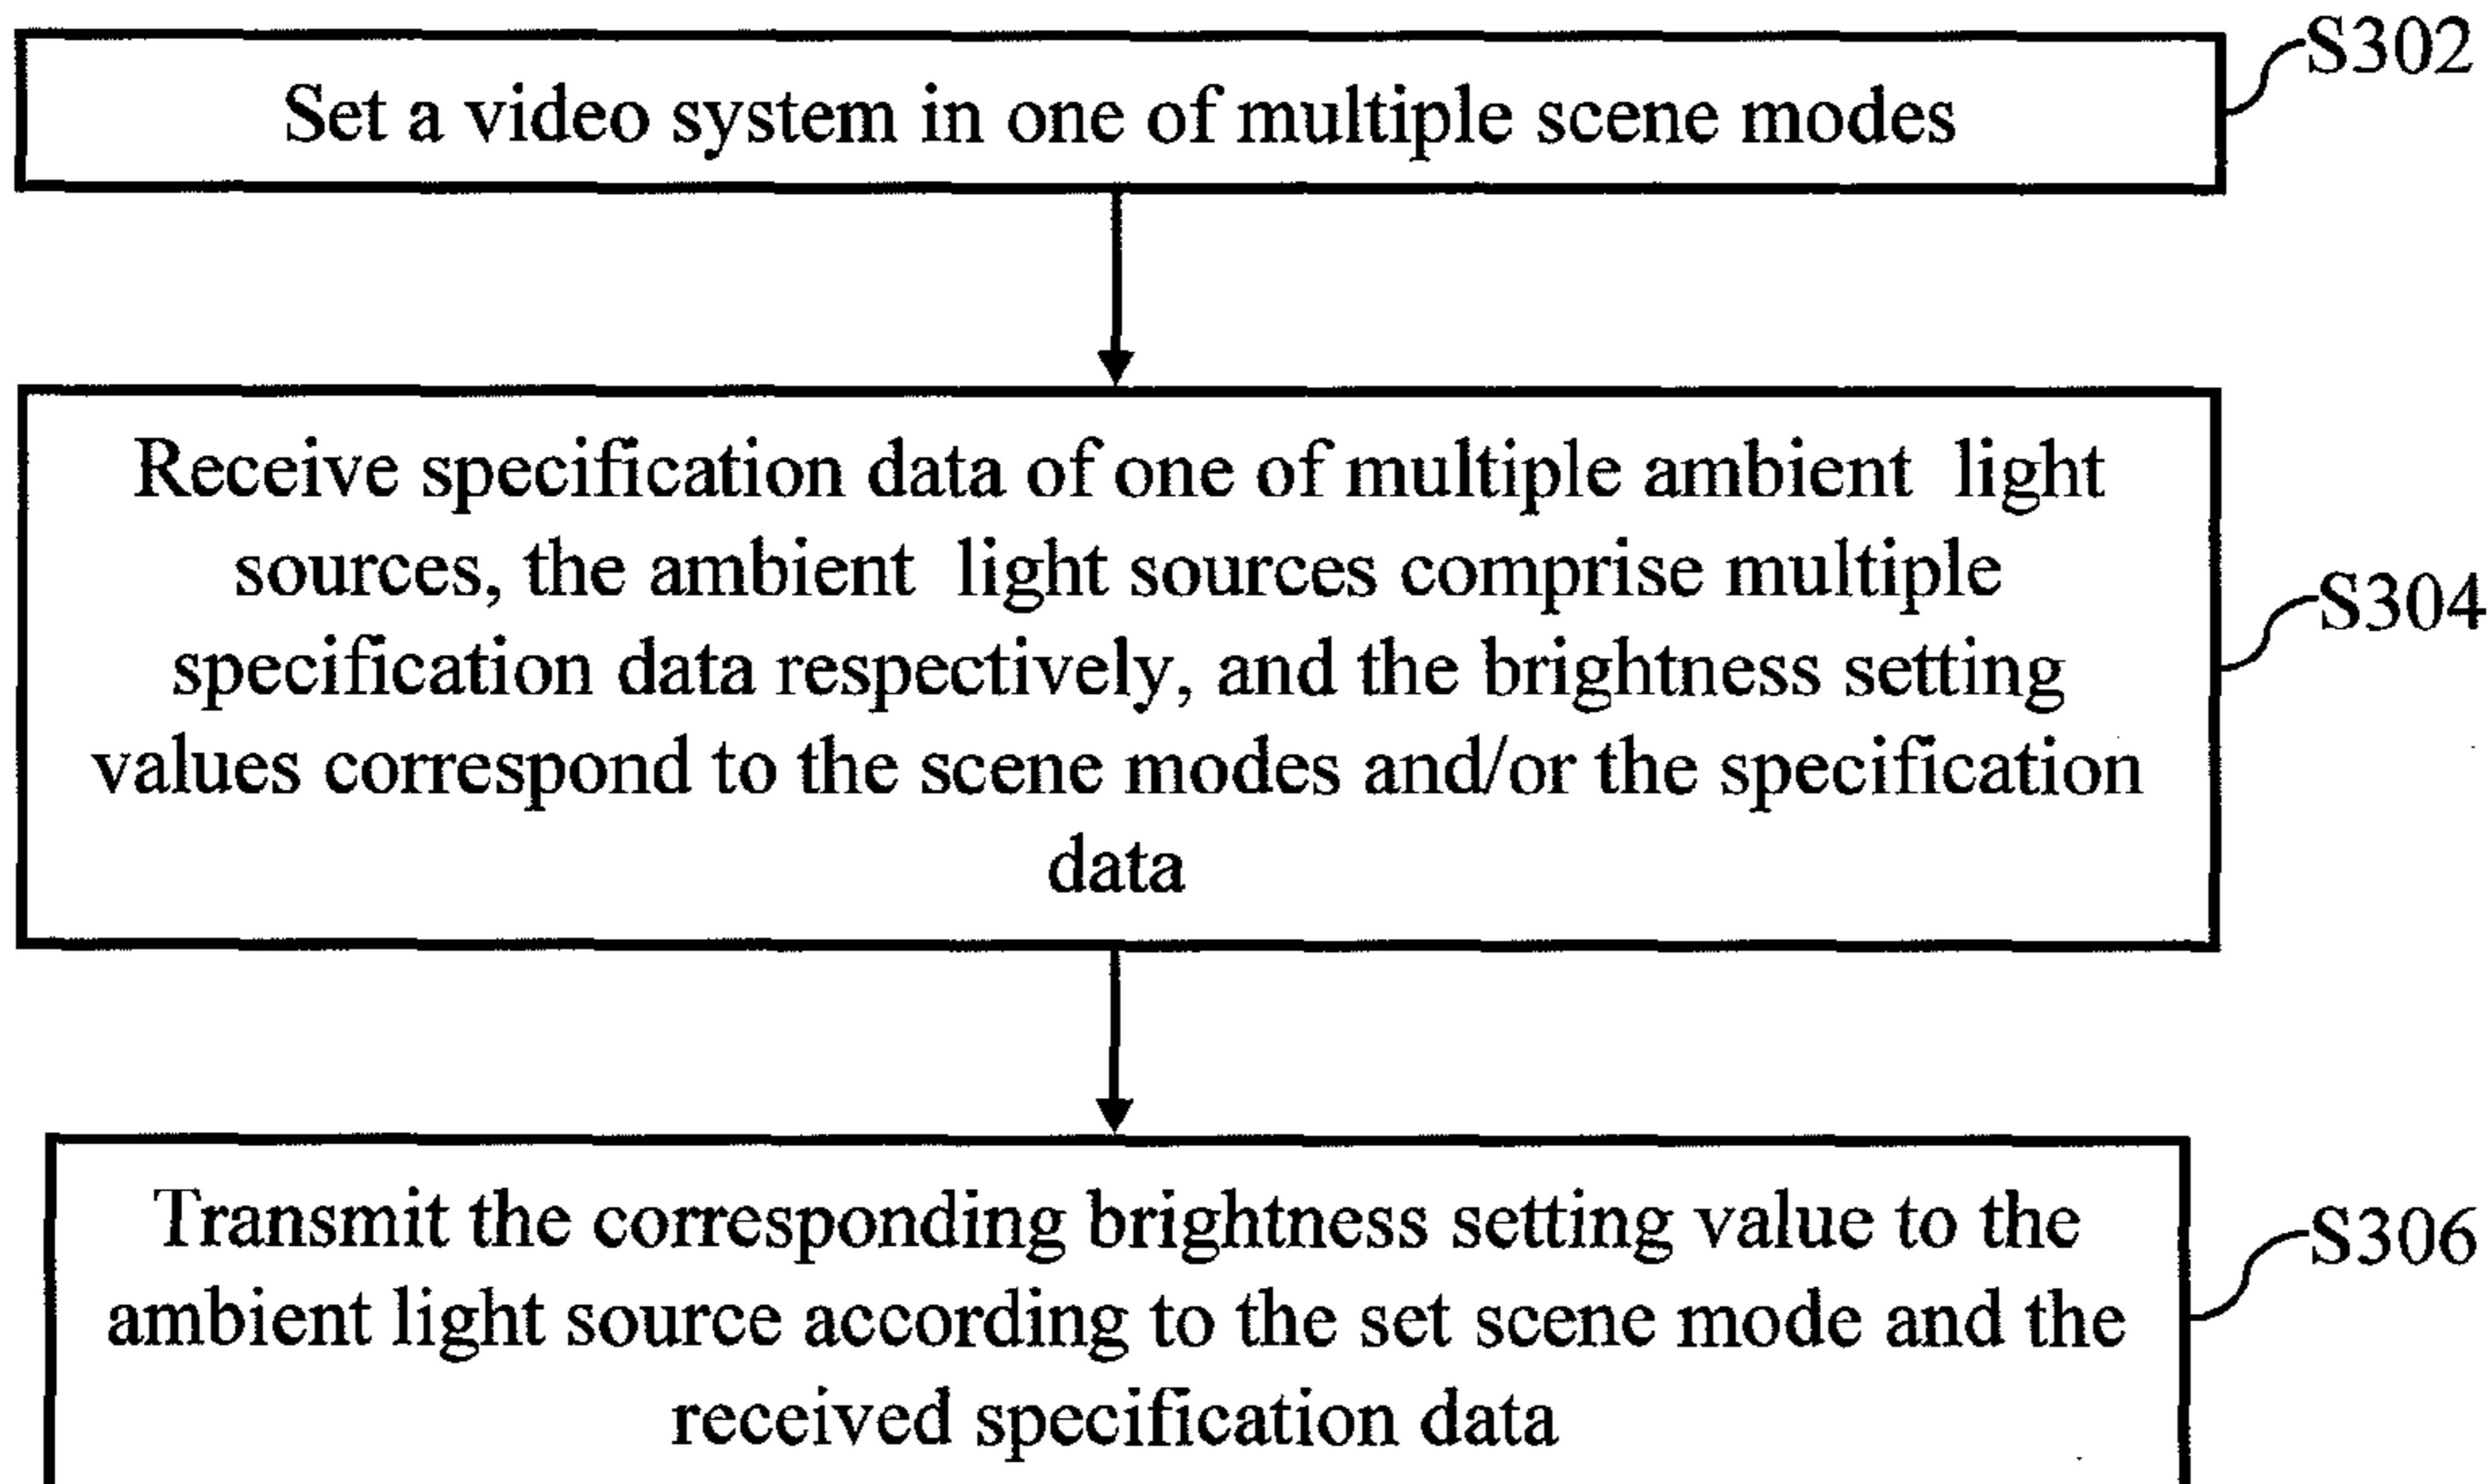 S302
Set a video system in one of multiple scene modes
Receive specification data of one of multiple ambient light
sources, the ambient light sources comprise multiple
specification data respectively, and the brightness setting
values correspond to the scene modes and/or the specification
data
S304
Transmit the corresponding brightness setting value to the
ambient light source according to the set scene mode and the
received specification data
S306